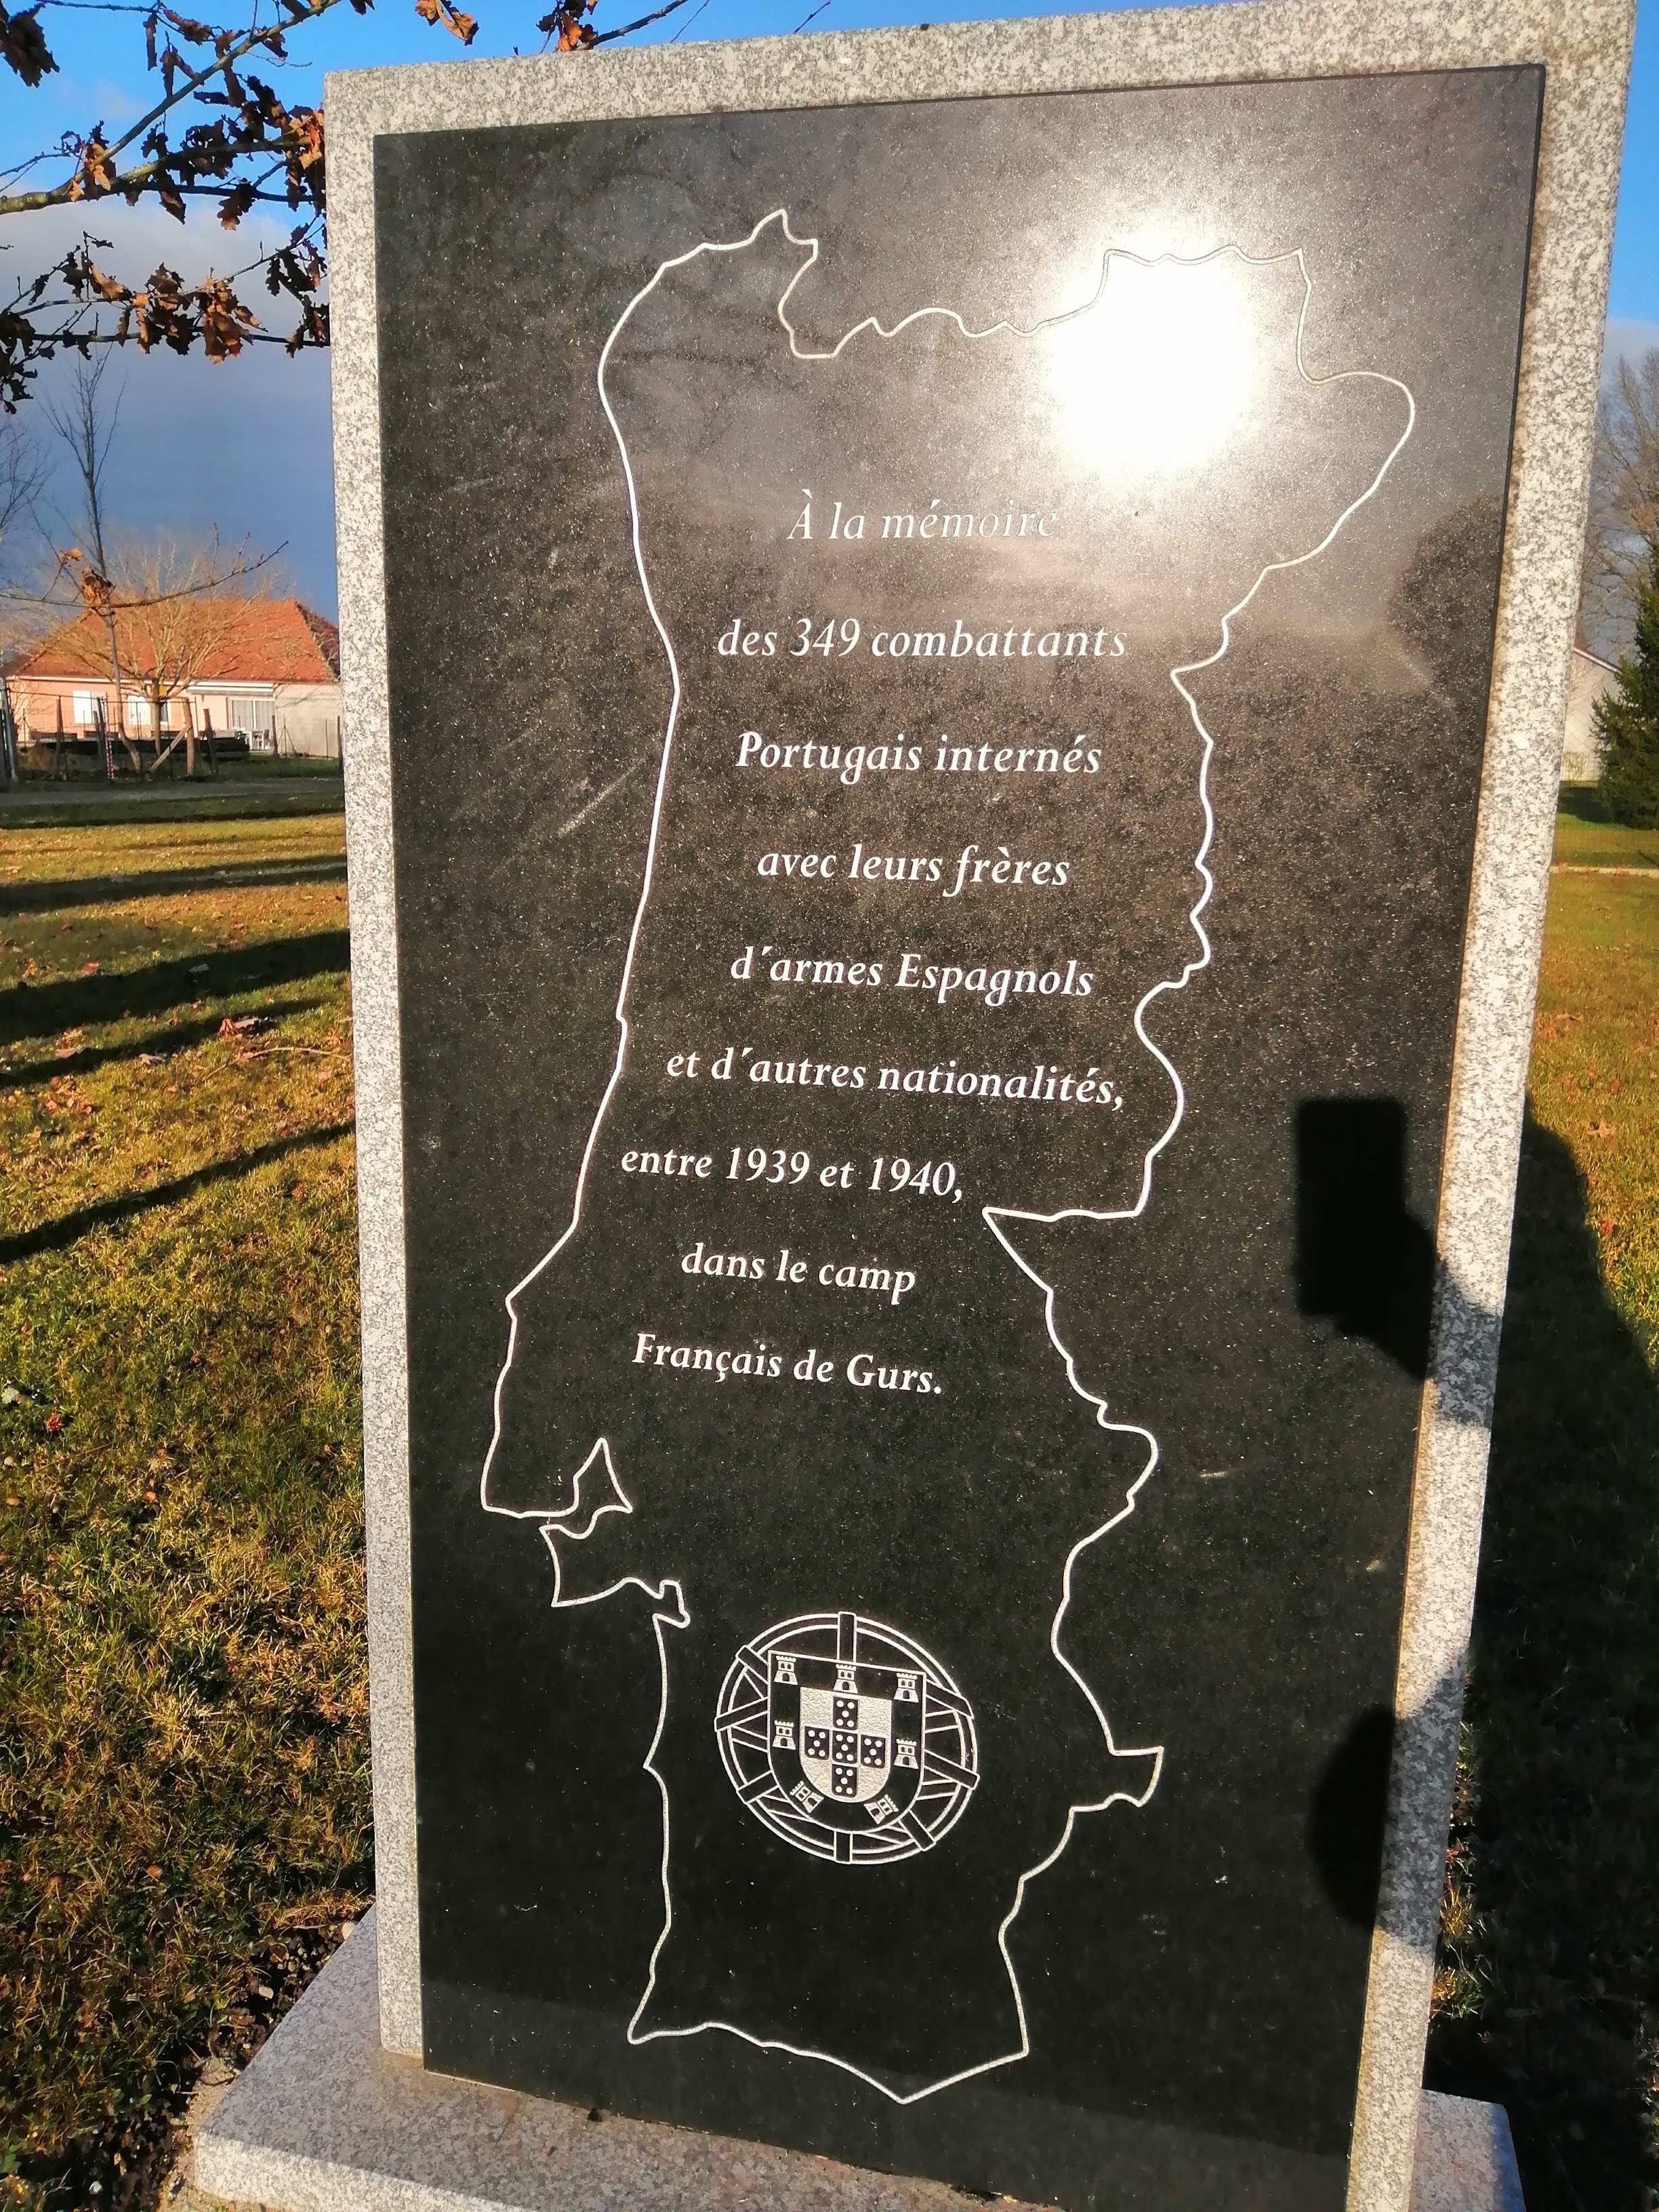 À la mémoire
des 349 combattants
Portugais internés
avec leurs frères
d´armes Espagnols
et d´autres nationalités,
entre 1939 et 1940,
dans le camp
Français de Gurs.